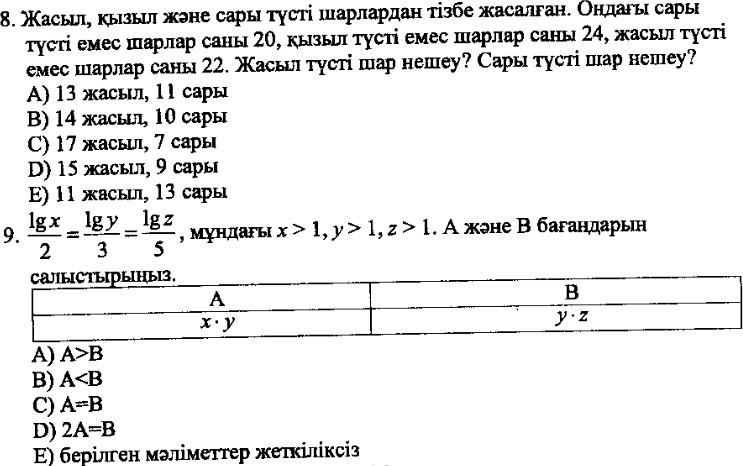 8. Жасыл, қызыл және сары түсті шарлардан тізбе жасалған. Ондағы сары
түсті емес шарлар саны 20, қызыл түсті емес шарлар саны 24, жасыл түсті
емес шарлар саны 22. Жасыл түсті шар нешеу? Сары түсті шар нешеу?
A) 13 жасыл, 11 сары
B) 14 жасыл, 10 сары
C) 17 жасыл, 7 сары
D) 15 жасыл, 9 сары
E) 11 жасыл, 13 сары
9. lg x / 2 = lg y / 3 = lg z / 5, мұндағы x > 1, y > 1, z > 1. A және B бағандарын
салыстырыңыз.
A B
x · y y · z
A) A>B
B) A<B
C) A=B
D) 2A=B
E) берілген мәліметтер жеткіліксіз